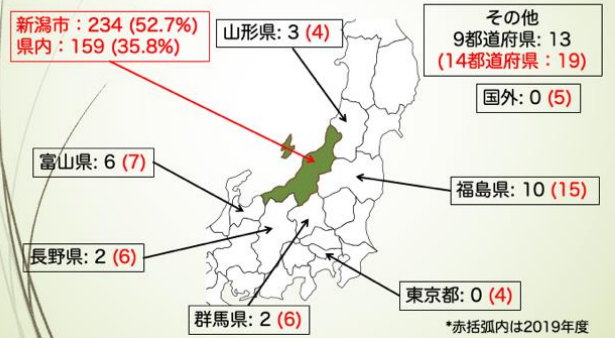 新潟市：234 (52.7%)
県内：159 (35.8%)
山形県: 3 (4)
その他
9都道府県: 13
(14都道府県：19)
国外: 0 (5)
富山県: 6 (7)
福島県: 10 (15)
長野県: 2 (6)
東京都: 0 (4)
群馬県: 2 (6)
*赤括弧内は2019年度